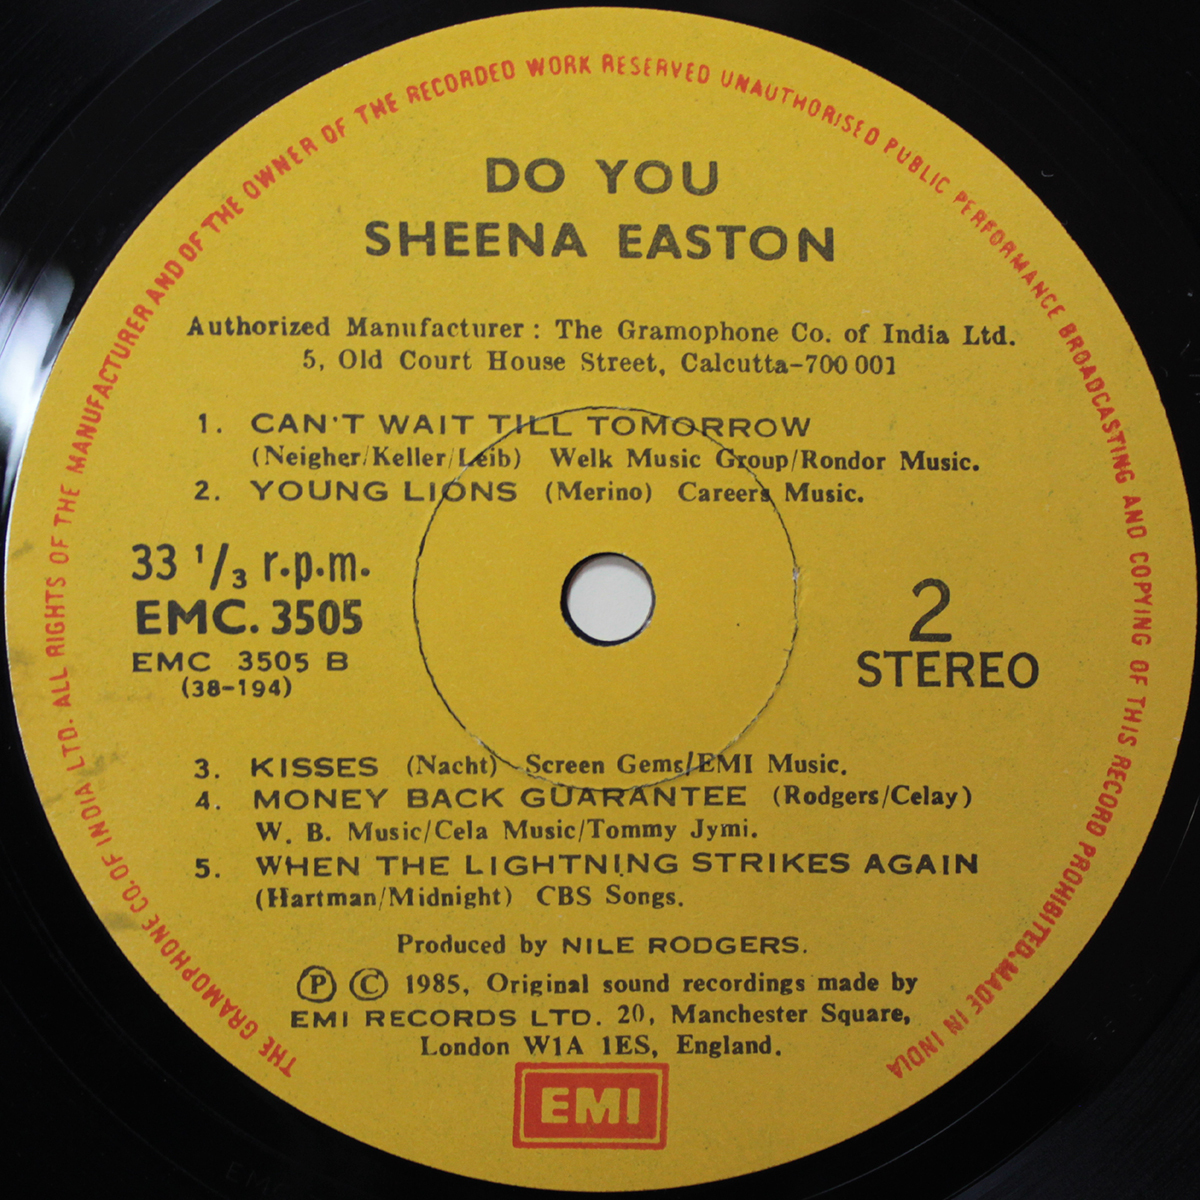 DO YOU
SHEENA EASTON
Authorized Manufacturer : The Gramophone Co. of India Ltd.
5, Old Court House Street, Calcutta-700 001
1. CAN'T WAIT TILL TOMORROW
(Neigher/Keller/Leib) Welk Music Group/Rondor Music.
2. YOUNG LIONS (Merino) Careers Music.
33 1/3 r.p.m.
EMC. 3505
EMC 3505 B
(38-194)
2
STEREO
3. KISSES (Nacht) Screen Gems/EMI Music.
4. MONEY BACK GUARANTEE (Rodgers/Celay)
W. B. Music/Cela Music/Tommy Jymi.
5. WHEN THE LIGHTNING STRIKES AGAIN
(Hartman/Midnight) CBS Songs.
Produced by NILE RODGERS.
Ⓟ © 1985, Original sound recordings made by
EMI RECORDS LTD. 20, Manchester Square,
London W1A 1ES, England.
EMI
THE GRAMOPHONE CO. OF INDIA LTD. ALL RIGHTS OF THE MANUFACTURER AND OF THE OWNER OF THE RECORDED WORK RESERVED UNAUTHORISED PUBLIC PERFORMANCE BROADCASTING AND COPYING OF THIS RECORD PROHIBITED. MADE IN INDIA